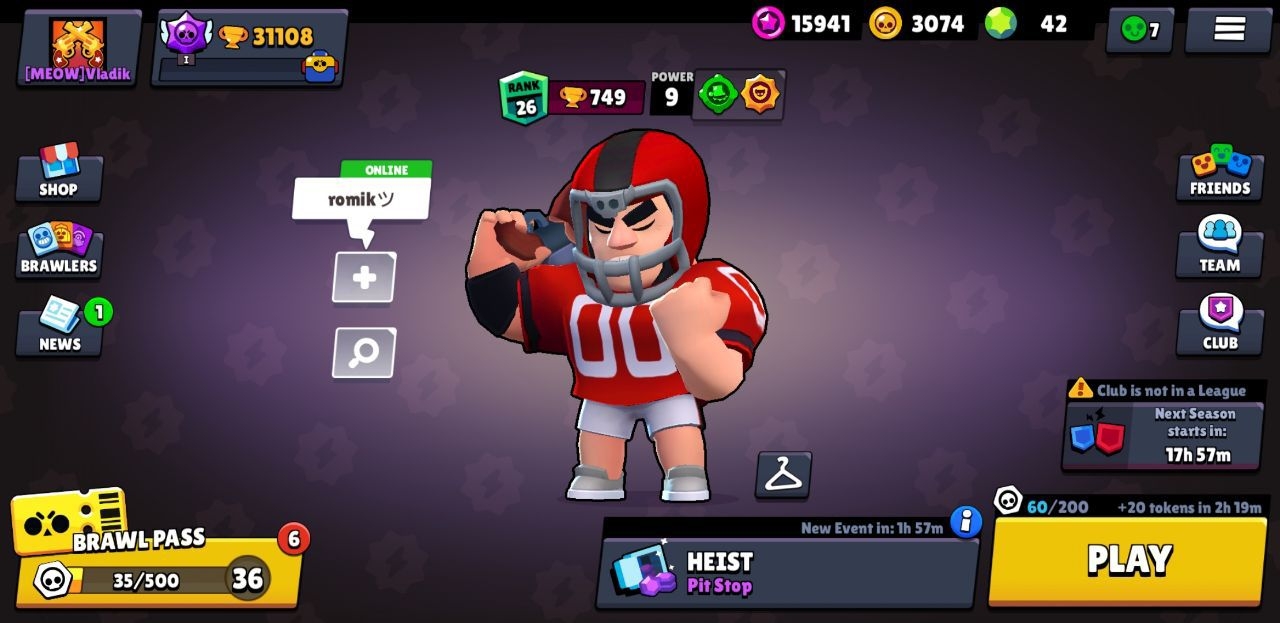 [MEOW]Vladik
31108
I
15941
3074
42
7
RANK
26
749
POWER
9
SHOP
BRAWLERS
NEWS
1
ONLINE
romikツ
00
FRIENDS
TEAM
CLUB
Club is not in a League
Next Season
starts in:
17h 57m
BRAWL PASS
6
35/500
36
New Event in: 1h 57m
i
HEIST
Pit Stop
60/200
+20 tokens in 2h 19m
PLAY